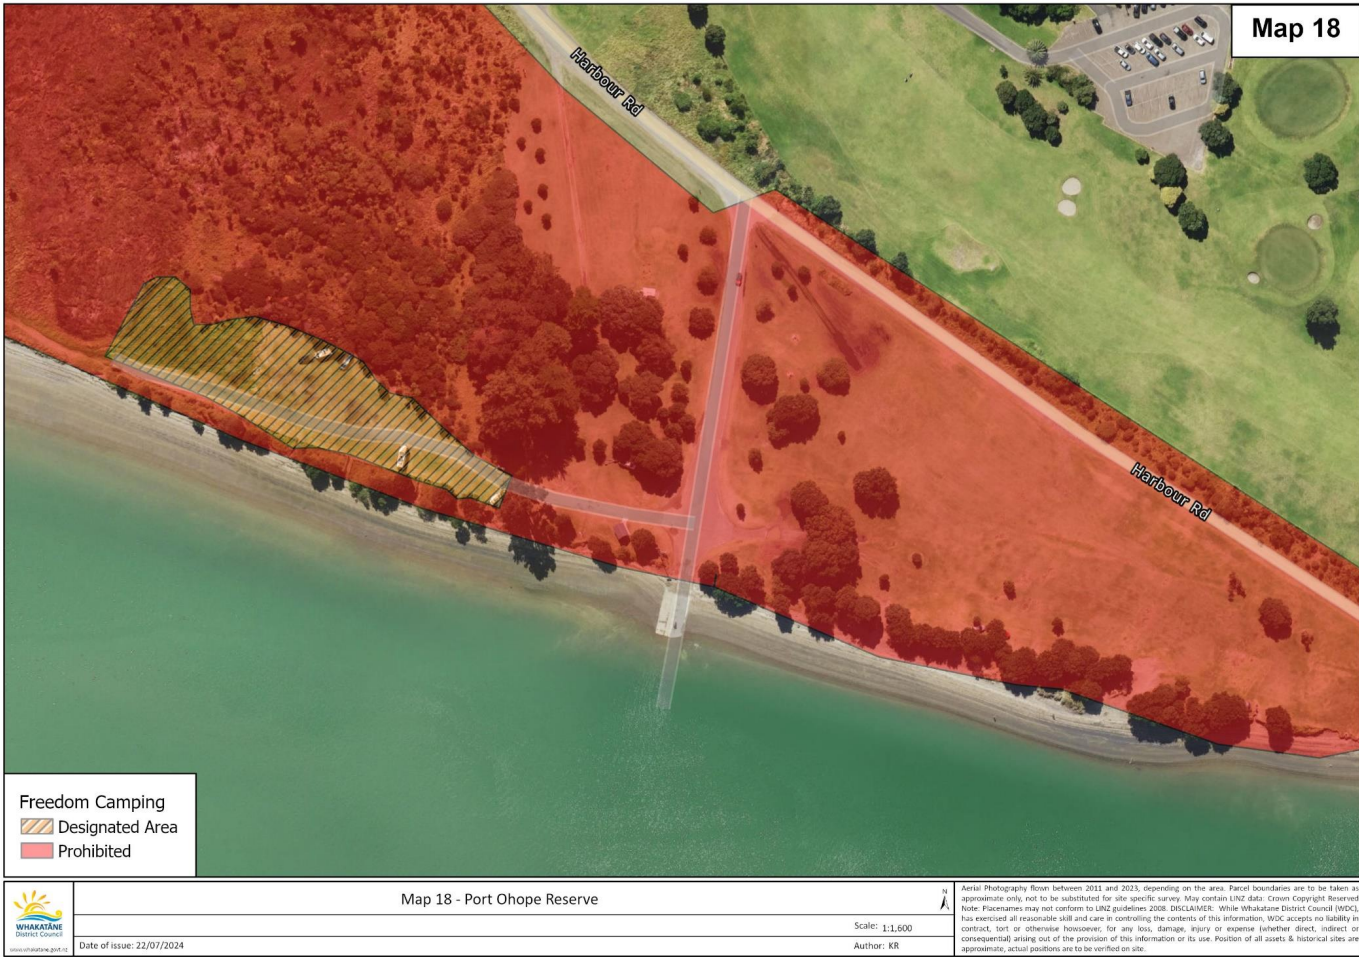 Map 18
Harbour Rd
Harbour Rd
Freedom Camping
Designated Area
Prohibited
WHAKATĀNE
District Council
www.whakatane.govt.nz
Map 18 - Port Ohope Reserve
N
Scale: 1:1,600
Date of issue: 22/07/2024
Author: KR
Aerial Photography flown between 2011 and 2023, depending on the area. Parcel boundaries are to be taken as
approximate only, not to be substituted for site specific survey. May contain LINZ data: Crown Copyright Reserved
Note: Placenames may not conform to LINZ guidelines 2008. DISCLAIMER: While Whakatane District Council (WDC),
has exercised all reasonable skill and care in controlling the contents of this information, WDC accepts no liability in
contract, tort or otherwise howsoever, for any loss, damage, injury or expense (whether direct, indirect or
consequential) arising out of the provision of this information or its use. Position of all assets & historical sites are
approximate, actual positions are to be verified on site.